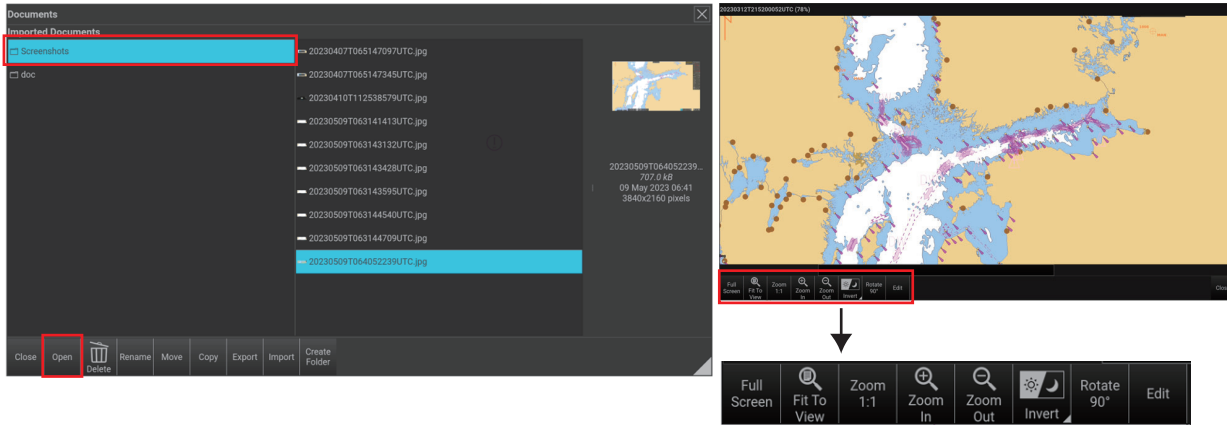 Documents
Imported Documents
Screenshots
doc
20230407T065147097UTC.jpg
20230407T065147345UTC.jpg
20230410T112538579UTC.jpg
20230509T063141413UTC.jpg
20230509T063143132UTC.jpg
20230509T063143428UTC.jpg
20230509T063143595UTC.jpg
20230509T063144540UTC.jpg
20230509T063144709UTC.jpg
20230509T064052239UTC.jpg
20230509T064052239...
707.0 kB
09 May 2023 06:41
3840x2160 pixels
Close
Open
Delete
Rename
Move
Copy
Export
Import
Create
Folder
20230312T215200052UTC (78%)
Full
Screen
Fit To
View
Zoom
1:1
Zoom
In
Zoom
Out
Invert
Rotate
90°
Edit
Full
Screen
Fit To
View
Zoom
1:1
Zoom
In
Zoom
Out
Invert
Rotate
90°
Edit